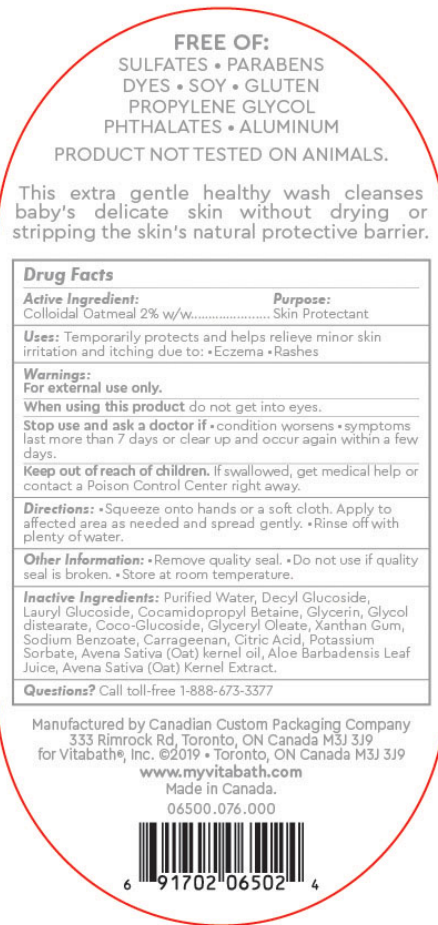 FREE OF:
SULFATES • PARABENS
DYES • SOY • GLUTEN
PROPYLENE GLYCOL
PHTHALATES • ALUMINUM
PRODUCT NOT TESTED ON ANIMALS.
This extra gentle healthy wash cleanses
baby's delicate skin without drying or
stripping the skin's natural protective barrier.
Drug Facts
Active Ingredient: Purpose:
Colloidal Oatmeal 2% w/w...................... Skin Protectant
Uses: Temporarily protects and helps relieve minor skin
irritation and itching due to: •Eczema •Rashes
Warnings:
For external use only.
When using this product do not get into eyes.
Stop use and ask a doctor if •condition worsens •symptoms
last more than 7 days or clear up and occur again within a few
days.
Keep out of reach of children. If swallowed, get medical help or
contact a Poison Control Center right away.
Directions: •Squeeze onto hands or a soft cloth. Apply to
affected area as needed and spread gently. •Rinse off with
plenty of water.
Other Information: •Remove quality seal. •Do not use if quality
seal is broken. •Store at room temperature.
Inactive Ingredients: Purified Water, Decyl Glucoside,
Lauryl Glucoside, Cocamidopropyl Betaine, Glycerin, Glycol
distearate, Coco-Glucoside, Glyceryl Oleate, Xanthan Gum,
Sodium Benzoate, Carrageenan, Citric Acid, Potassium
Sorbate, Avena Sativa (Oat) kernel oil, Aloe Barbadensis Leaf
Juice, Avena Sativa (Oat) Kernel Extract.
Questions? Call toll-free 1-888-673-3377
Manufactured by Canadian Custom Packaging Company
333 Rimrock Rd, Toronto, ON Canada M3J 3J9
for Vitabath®, Inc. ©2019 • Toronto, ON Canada M3J 3J9
www.myvitabath.com
Made in Canada.
06500.076.000
6 91702 06502 4